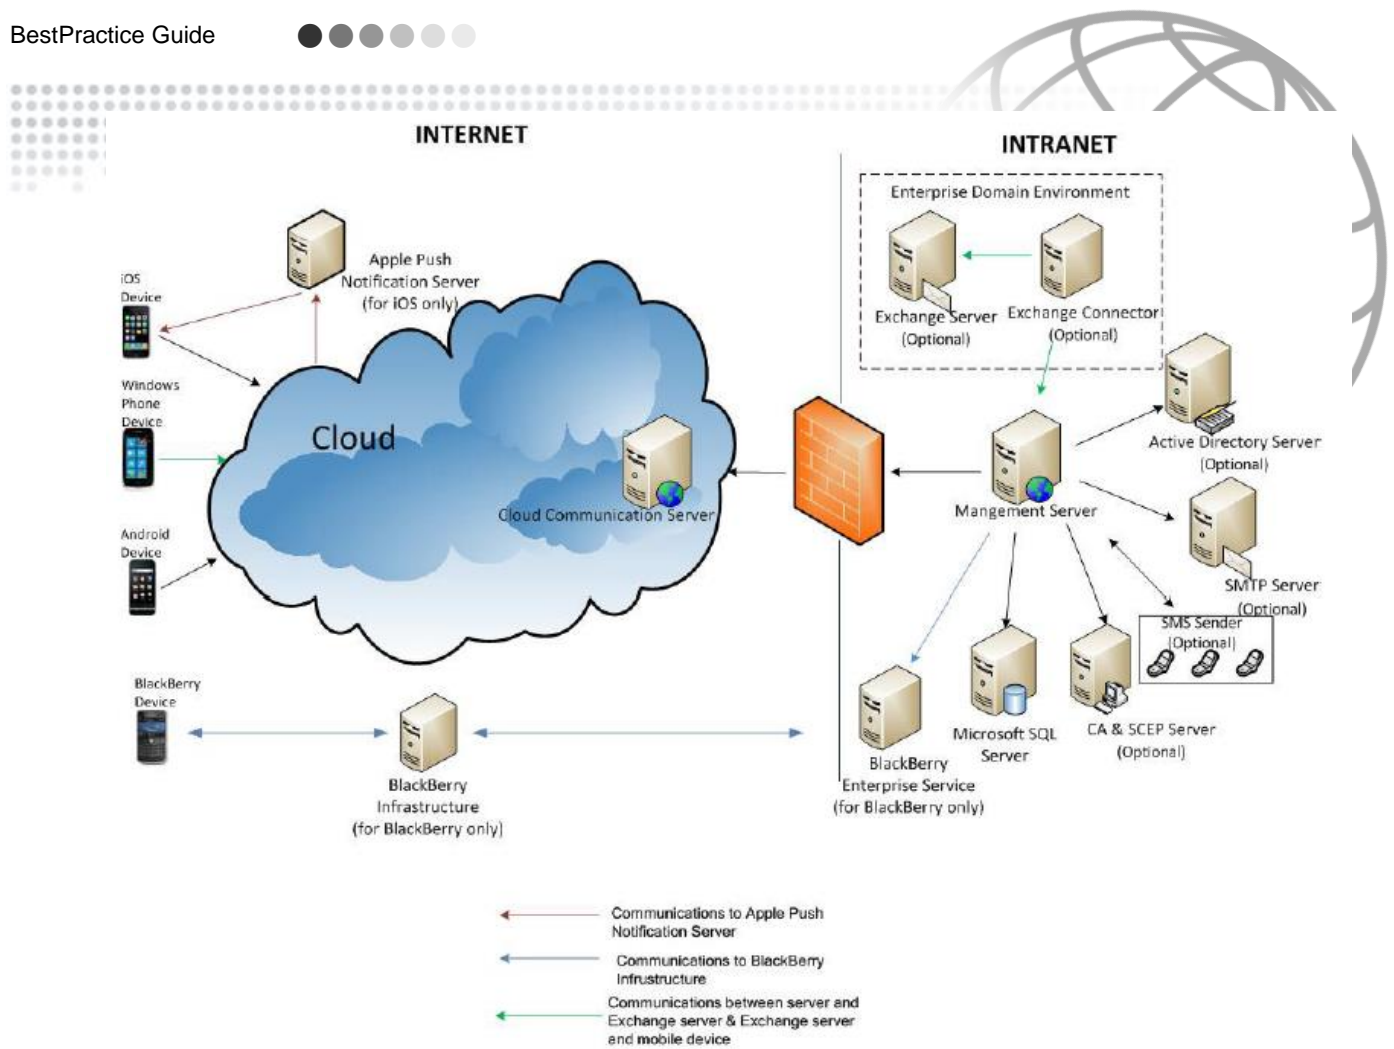 BestPractice Guide
INTERNET
INTRANET
Enterprise Domain Environment
Exchange Server
(Optional)
Exchange Connector
(Optional)
Apple Push
Notification Server
(for iOS only)
iOS
Device
Windows
Phone
Device
Android
Device
Cloud
Cloud Communication Server
Mangement Server
Active Directory Server
(Optional)
SMTP Server
(Optional)
SMS Sender
(Optional)
CA & SCEP Server
(Optional)
Microsoft SQL
Server
BlackBerry
Enterprise Service
(for BlackBerry only)
BlackBerry
Device
BlackBerry
Infrastructure
(for BlackBerry only)
Communications to Apple Push
Notification Server
Communications to BlackBerry
Infrustructure
Communications between server and
Exchange server & Exchange server
and mobile device